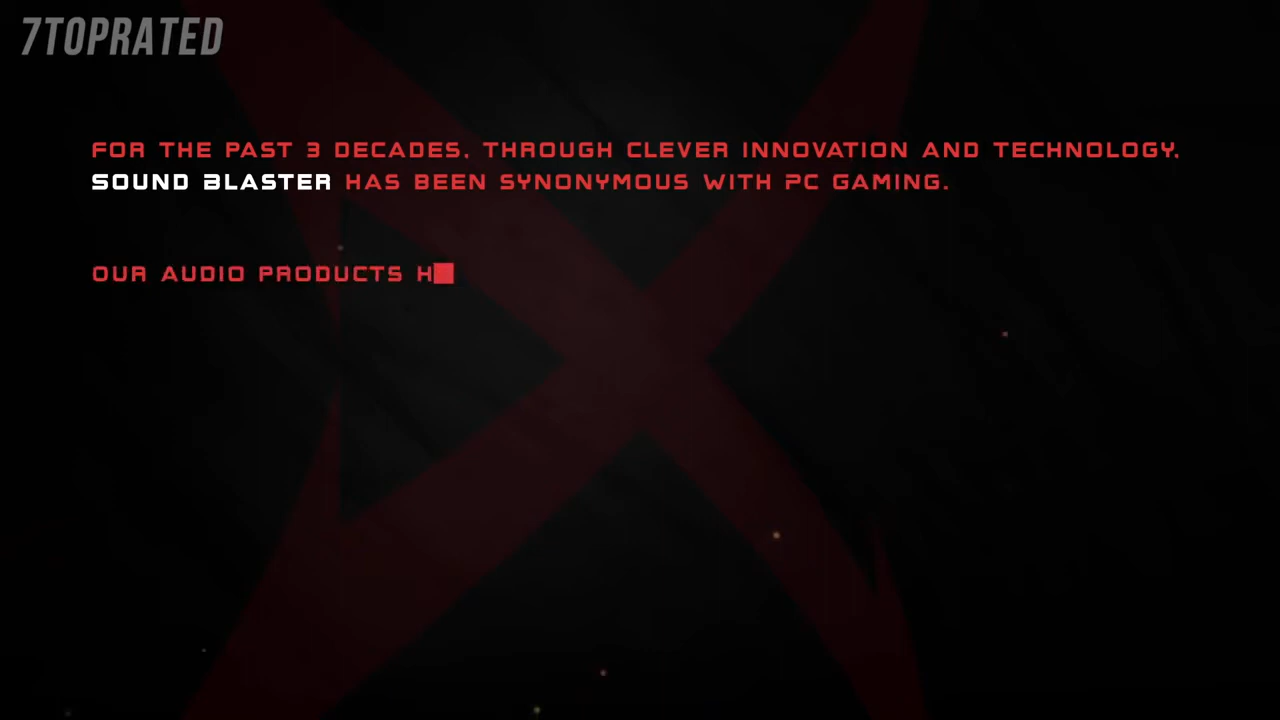 7TOPRATED
FOR THE PAST 3 DECADES, THROUGH CLEVER INNOVATION AND TECHNOLOGY,
SOUND BLASTER HAS BEEN SYNONYMOUS WITH PC GAMING.
OUR AUDIO PRODUCTS H